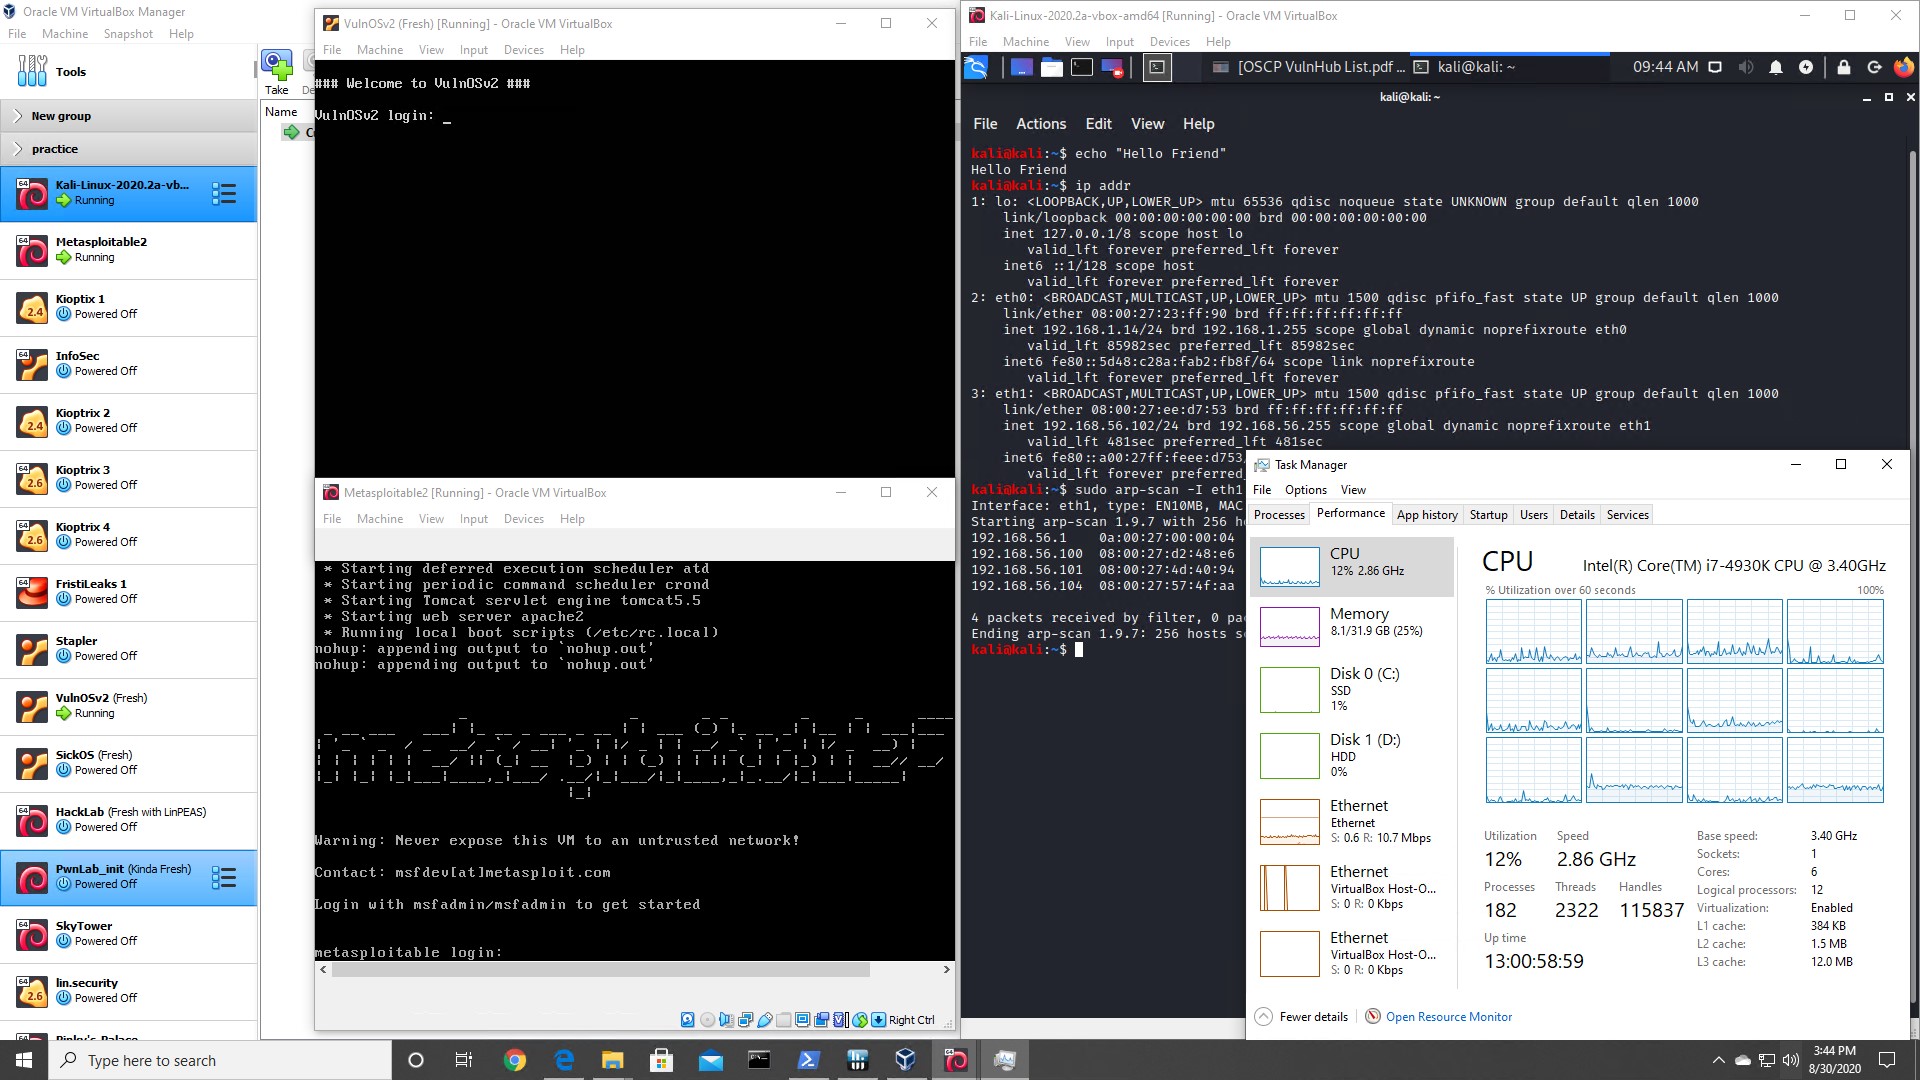 Oracle VM VirtualBox Manager
File Machine Snapshot Help
Tools
New group
practice
Kali-Linux-2020.2a-vb...
Running
Metasploitable2
Running
Kioptix 1
Powered Off
InfoSec
Powered Off
Kioptrix 2
Powered Off
Kioptrix 3
Powered Off
Kioptrix 4
Powered Off
FristiLeaks 1
Powered Off
Stapler
Powered Off
VulnOSv2 (Fresh)
Running
SickOS (Fresh)
Powered Off
HackLab (Fresh with LinPEAS)
Powered Off
PwnLab_init (Kinda Fresh)
Powered Off
SkyTower
Powered Off
lin.security
Powered Off
Take
Name
VulnOSv2 (Fresh) [Running] - Oracle VM VirtualBox
File Machine View Input Devices Help
### Welcome to VulnOSv2 ###
VulnOSv2 login: _
Metasploitable2 [Running] - Oracle VM VirtualBox
File Machine View Input Devices Help
* Starting deferred execution scheduler atd
* Starting periodic command scheduler crond
* Starting Tomcat servlet engine tomcat5.5
* Starting web server apache2
* Running local boot scripts (/etc/rc.local)
nohup: appending output to `nohup.out'
nohup: appending output to `nohup.out'
Warning: Never expose this VM to an untrusted network!
Contact: msfdev[at]metasploit.com
Login with msfadmin/msfadmin to get started
metasploitable login:
Right Ctrl
Kali-Linux-2020.2a-vbox-amd64 [Running] - Oracle VM VirtualBox
File Machine View Input Devices Help
[OSCP VulnHub List.pdf ... kali@kali: ~ 09:44 AM
kali@kali: ~
File Actions Edit View Help
kali@kali:~$ echo "Hello Friend"
Hello Friend
kali@kali:~$ ip addr
1: lo: <LOOPBACK,UP,LOWER_UP> mtu 65536 qdisc noqueue state UNKNOWN group default qlen 1000
link/loopback 00:00:00:00:00:00 brd 00:00:00:00:00:00
inet 127.0.0.1/8 scope host lo
valid_lft forever preferred_lft forever
inet6 ::1/128 scope host
valid_lft forever preferred_lft forever
2: eth0: <BROADCAST,MULTICAST,UP,LOWER_UP> mtu 1500 qdisc pfifo_fast state UP group default qlen 1000
link/ether 08:00:27:23:ff:90 brd ff:ff:ff:ff:ff:ff
inet 192.168.1.14/24 brd 192.168.1.255 scope global dynamic noprefixroute eth0
valid_lft 85982sec preferred_lft 85982sec
inet6 fe80::5d48:c28a:fab2:fb8f/64 scope link noprefixroute
valid_lft forever preferred_lft forever
3: eth1: <BROADCAST,MULTICAST,UP,LOWER_UP> mtu 1500 qdisc pfifo_fast state UP group default qlen 1000
link/ether 08:00:27:ee:d7:53 brd ff:ff:ff:ff:ff:ff
inet 192.168.56.102/24 brd 192.168.56.255 scope global dynamic noprefixroute eth1
valid_lft 481sec preferred_lft 481sec
inet6 fe80::a00:27ff:feee:d753
valid_lft forever preferred_
kali@kali:~$ sudo arp-scan -I eth1
Interface: eth1, type: EN10MB, MAC
Starting arp-scan 1.9.7 with 256 h
192.168.56.1 0a:00:27:00:00:04
192.168.56.100 08:00:27:d2:48:e6
192.168.56.101 08:00:27:4d:40:94
192.168.56.104 08:00:27:57:4f:aa
4 packets received by filter, 0 pa
Ending arp-scan 1.9.7: 256 hosts s
kali@kali:~$
Task Manager
File Options View
Processes Performance App history Startup Users Details Services
CPU
12% 2.86 GHz
Memory
8.1/31.9 GB (25%)
Disk 0 (C:)
SSD
1%
Disk 1 (D:)
HDD
0%
Ethernet
Ethernet
S: 0.6 R: 10.7 Mbps
Ethernet
VirtualBox Host-O...
S: 0 R: 0 Kbps
Ethernet
VirtualBox Host-O...
S: 0 R: 0 Kbps
CPU Intel(R) Core(TM) i7-4930K CPU @ 3.40GHz
% Utilization over 60 seconds 100%
Utilization Speed
12% 2.86 GHz
Processes Threads Handles
182 2322 115837
Up time
13:00:58:59
Base speed: 3.40 GHz
Sockets: 1
Cores: 6
Logical processors: 12
Virtualization: Enabled
L1 cache: 384 KB
L2 cache: 1.5 MB
L3 cache: 12.0 MB
Fewer details Open Resource Monitor
Type here to search
3:44 PM
8/30/2020